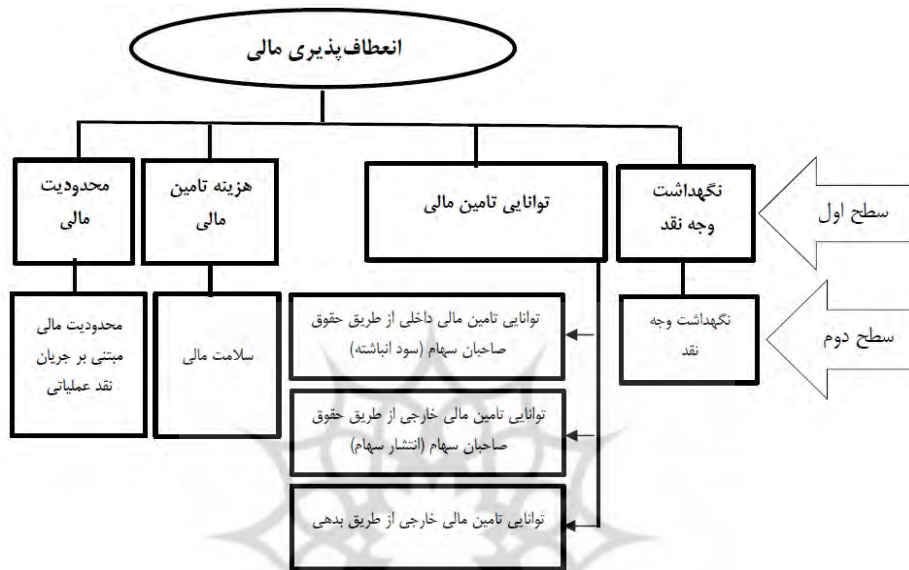 انعطاف‌پذیری مالی
نگهداشت
وجه نقد
توانایی تامین مالی
هزینه تامین
مالی
محدودیت
مالی
سطح اول
نگهداشت وجه
نقد
توانایی تامین مالی داخلی از طریق حقوق
صاحبان سهام (سود انباشته)
توانایی تامین مالی خارجی از طریق حقوق
صاحبان سهام (انتشار سهام)
توانایی تامین مالی خارجی از طریق بدهی
سلامت مالی
محدودیت مالی
مبتنی بر جریان
نقد عملیاتی
سطح دوم